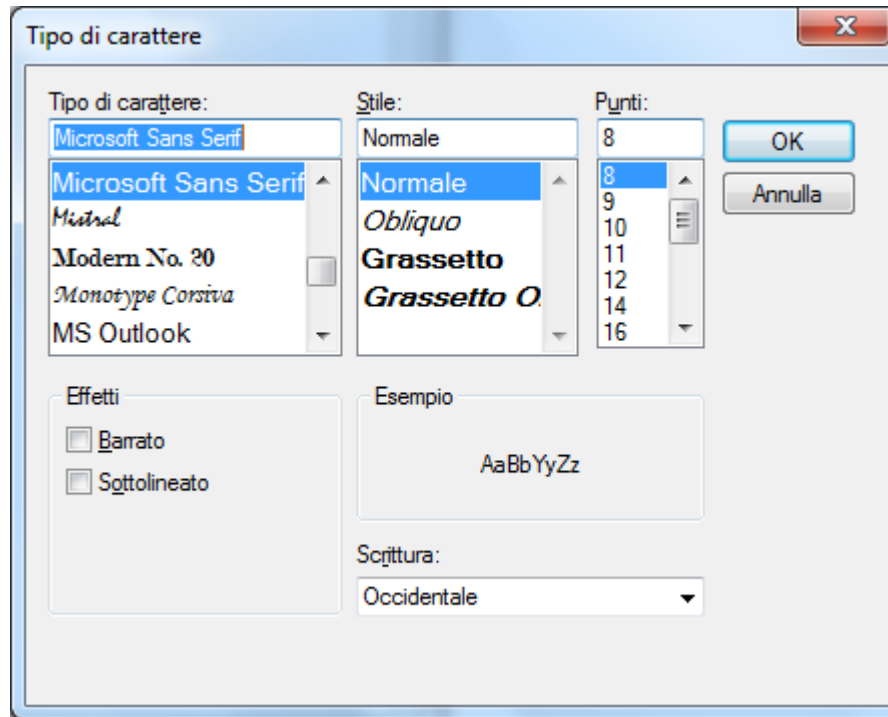 Tipo di carattere
Tipo di carattere:
Microsoft Sans Serif
Microsoft Sans Serif
Mistral
Modern No. 20
Monotype Corsiva
MS Outlook
Stile:
Normale
Normale
Obliquo
Grassetto
Grassetto O
Punti:
8
8
9
10
11
12
14
16
OK
Annulla
Effetti
Barrato
Sottolineato
Esempio
AaBbYyZz
Scrittura:
Occidentale